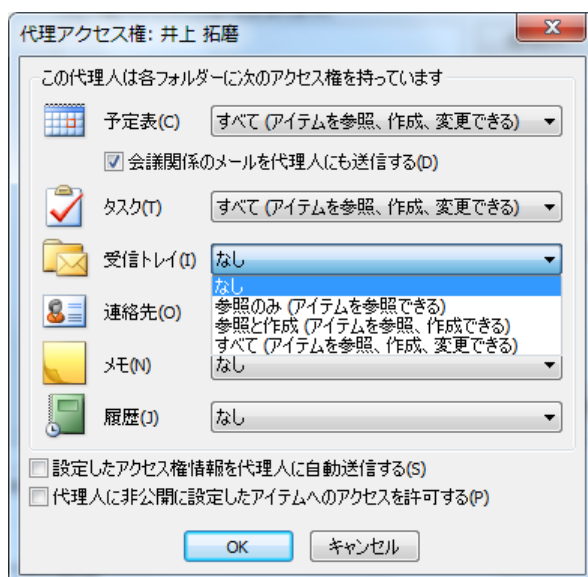 代理アクセス権: 井上 拓磨
この代理人は各フォルダーに次のアクセス権を持っています
予定表(C) すべて (アイテムを参照、作成、変更できる)
会議関係のメールを代理人にも送信する(D)
タスク(T) すべて (アイテムを参照、作成、変更できる)
受信トレイ(I) なし
なし
参照のみ (アイテムを参照できる)
連絡先(O)
参照と作成 (アイテムを参照、作成できる)
すべて (アイテムを参照、作成、変更できる)
メモ(N) なし
履歴(J) なし
設定したアクセス権情報を代理人に自動送信する(S)
代理人に非公開に設定したアイテムへのアクセスを許可する(P)
OK キャンセル